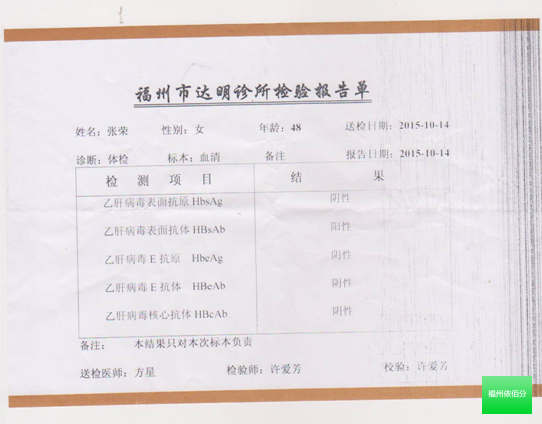 福州市达明诊所检验报告单
姓名：张荣 性别：女 年龄：48 送检日期：2015-10-14
诊断：体检 标本：血清 备注 报告日期：2015-10-14
检 测 项 目 结 果
乙肝病毒表面抗原 HbsAg 阴性
乙肝病毒表面抗体 HBsAb 阳性
乙肝病毒 E 抗原 HbeAg 阴性
乙肝病毒 E 抗体 HBeAb 阴性
乙肝病毒核心抗体 HBcAb 阴性
备注： 本结果只对本次标本负责
送检医师：方星 检验师：许爱芳 校验：许爱芳
福州依佰分